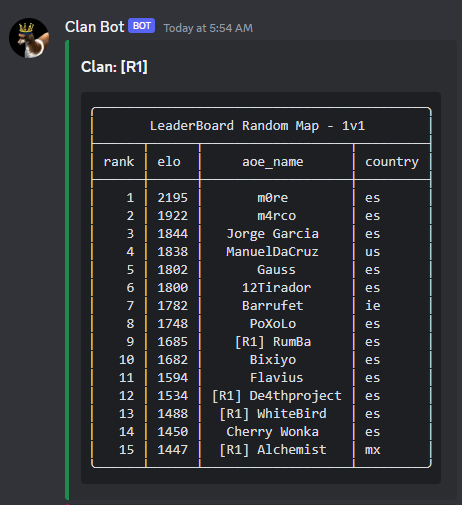 Clan Bot BOT Today at 5:54 AM
Clan: [R1]
LeaderBoard Random Map - 1v1
rank elo aoe_name country
1 2195 m0re es
2 1922 m4rco es
3 1844 Jorge Garcia es
4 1838 ManuelDaCruz us
5 1802 Gauss es
6 1800 12Tirador es
7 1782 Barrufet ie
8 1748 PoXoLo es
9 1685 [R1] RumBa es
10 1682 Bixiyo es
11 1594 Flavius es
12 1534 [R1] De4thproject es
13 1488 [R1] WhiteBird es
14 1450 Cherry Wonka es
15 1447 [R1] Alchemist mx